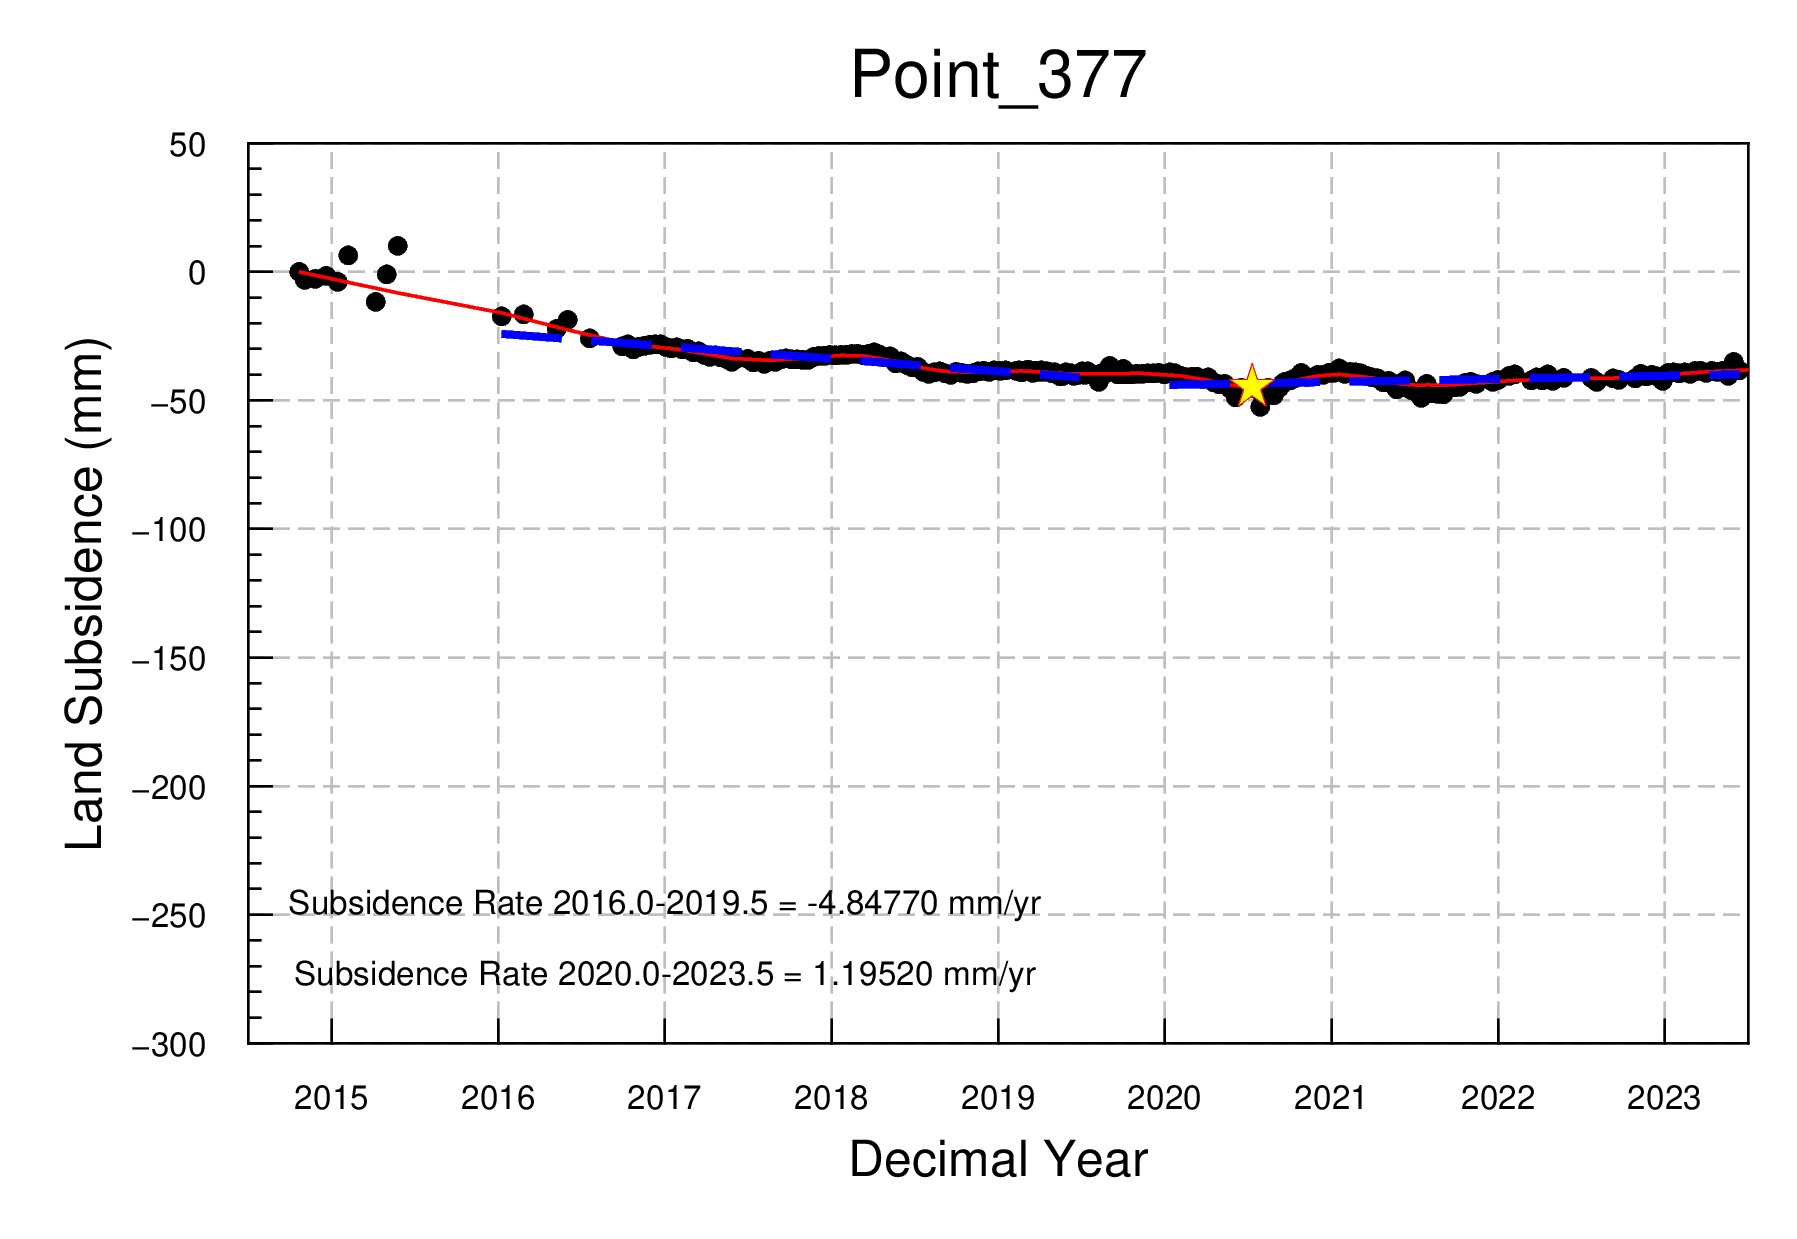 Point_377
50
0
−50
−100
−150
−200
−250
−300
Land Subsidence (mm)
Subsidence Rate 2016.0-2019.5 = -4.84770 mm/yr
Subsidence Rate 2020.0-2023.5 = 1.19520 mm/yr
2015 2016 2017 2018 2019 2020 2021 2022 2023
Decimal Year